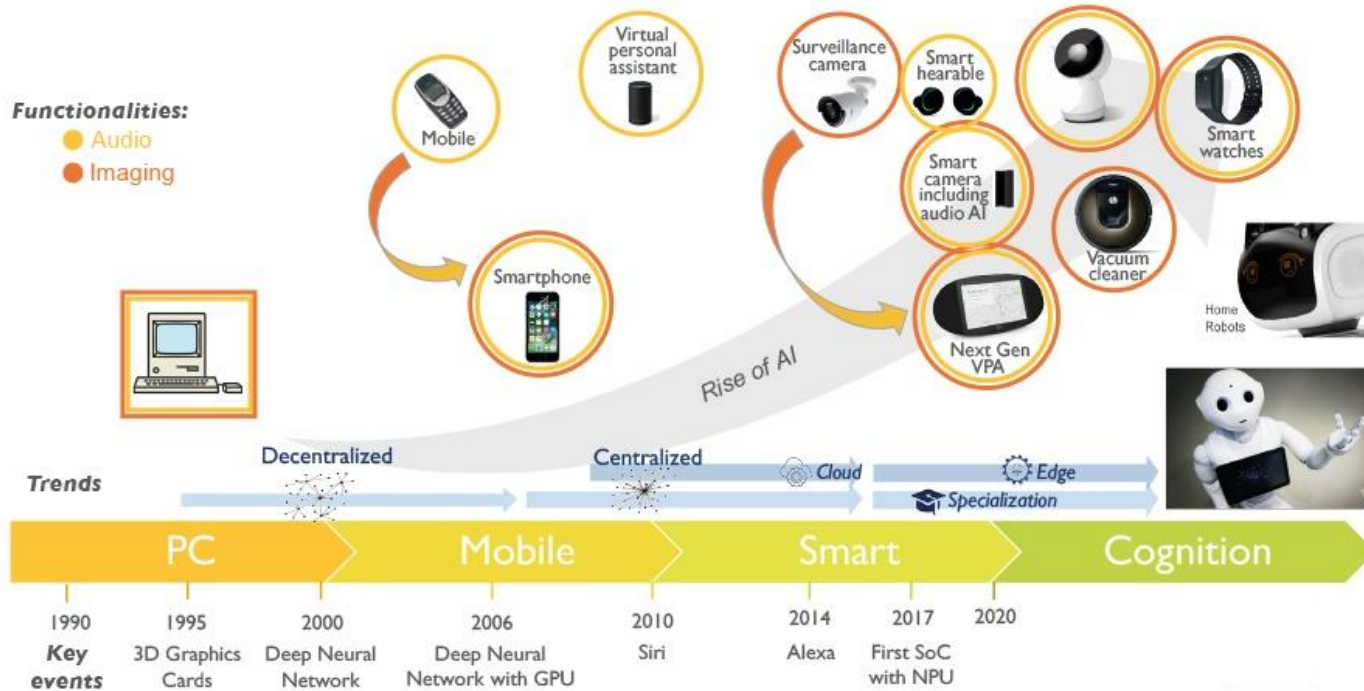 Functionalities:
Audio
Imaging
Mobile
Virtual
personal
assistant
Surveillance
camera
Smart
hearable
Smart
watches
Smart
camera
including
audio AI
Vacuum
cleaner
Smartphone
Next Gen
VPA
Home
Robots
Rise of AI
Trends
Decentralized
Centralized
Cloud
Edge
Specialization
PC
Mobile
Smart
Cognition
1990
1995
2000
2006
2010
2014
2017
2020
Key
events
3D Graphics
Cards
Deep Neural
Network
Deep Neural
Network with GPU
Siri
Alexa
First SoC
with NPU